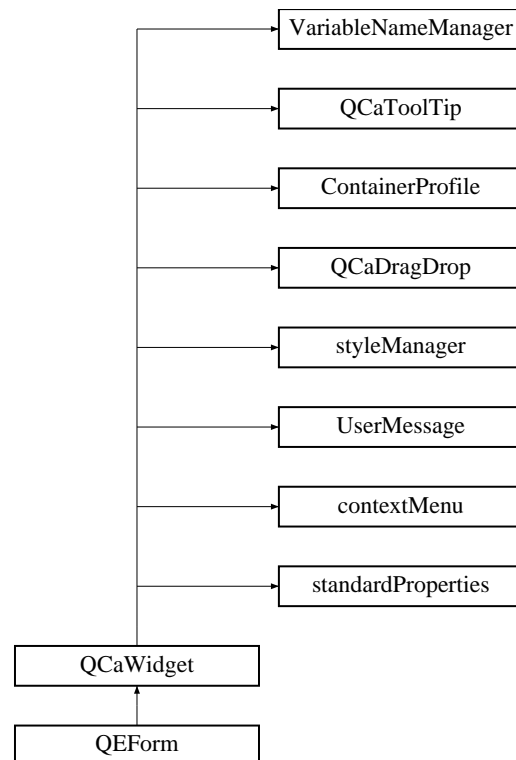 VariableNameManager
QCaToolTip
ContainerProfile
QCaDragDrop
styleManager
UserMessage
contextMenu
standardProperties
QCaWidget
QEForm